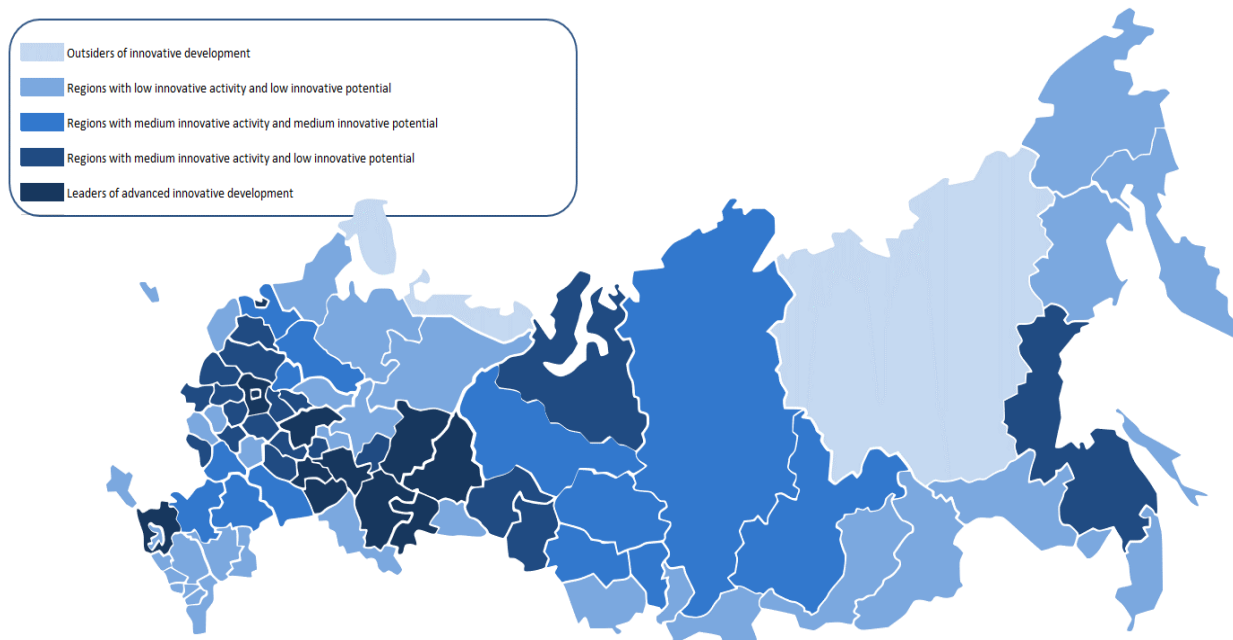 Outsiders of innovative development
Regions with low innovative activity and low innovative potential
Regions with medium innovative activity and medium innovative potential
Regions with medium innovative activity and low innovative potential
Leaders of advanced innovative development